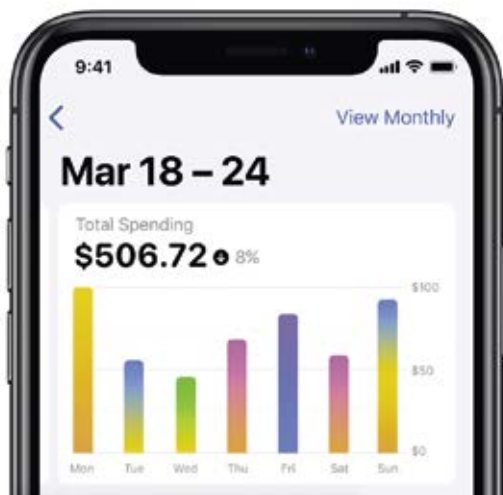 9:41
View Monthly
Mar 18 – 24
Total Spending
$506.72 8%
$100
$50
$0
Mon Tue Wed Thu Fri Sat Sun